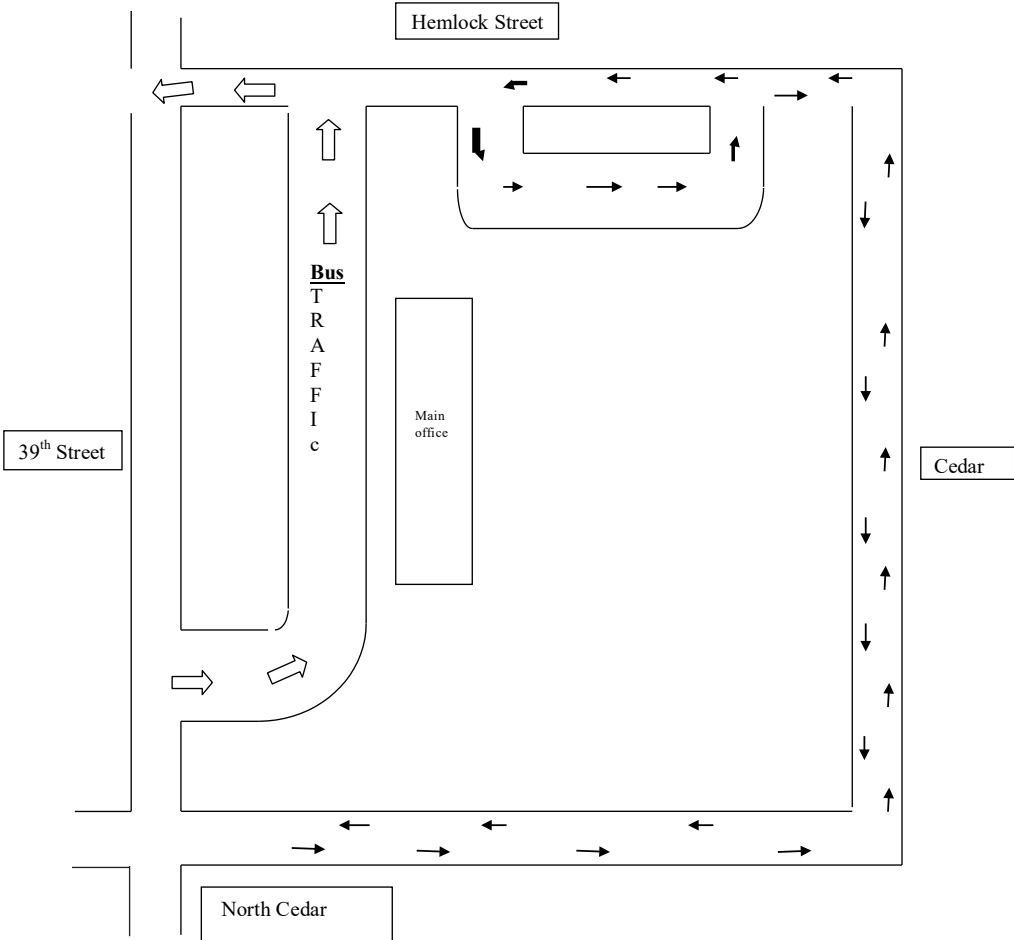 Hemlock Street
Bus
T
R
A
F
F
I
c
Main
office
39th Street
Cedar
North Cedar